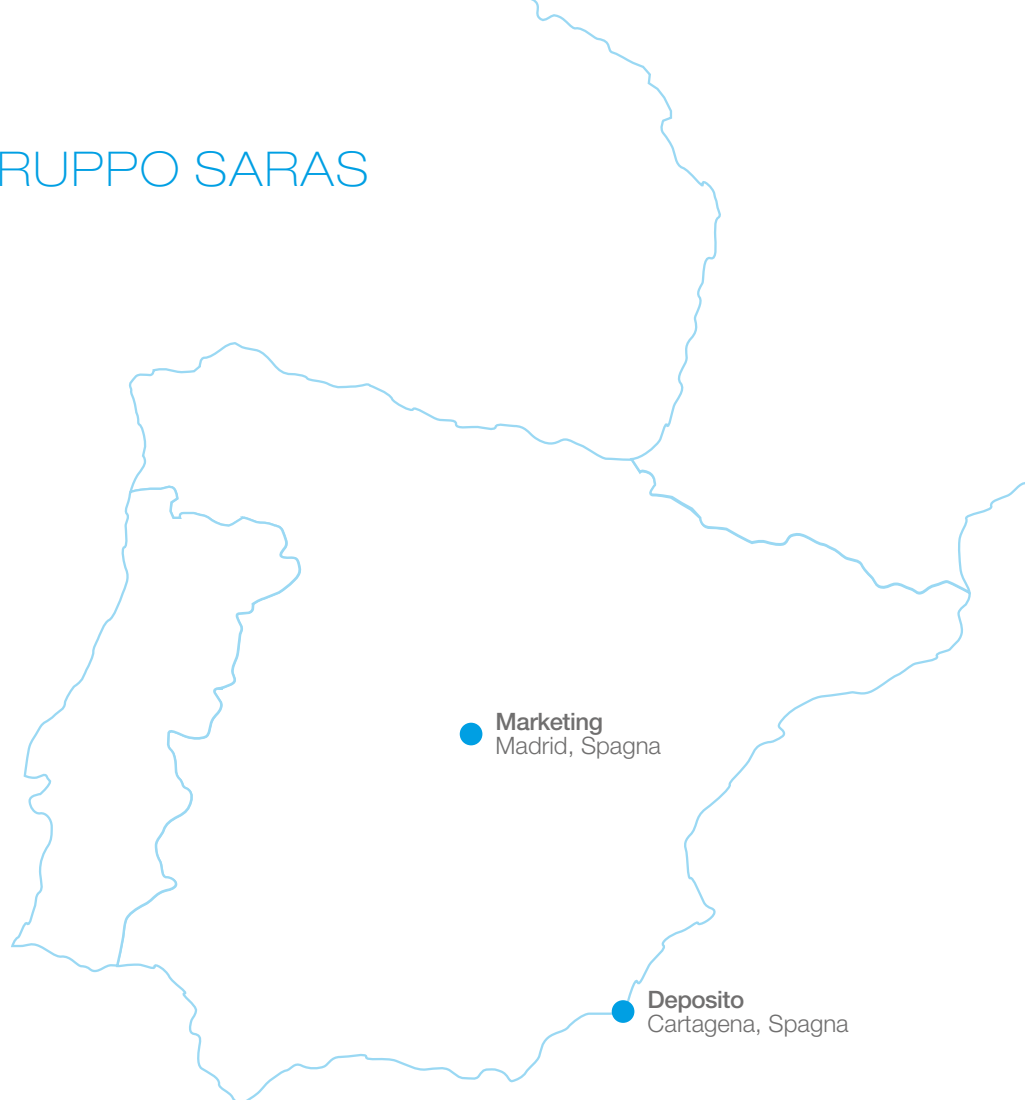 RUPPO SARAS
Marketing
Madrid, Spagna
Deposito
Cartagena, Spagna